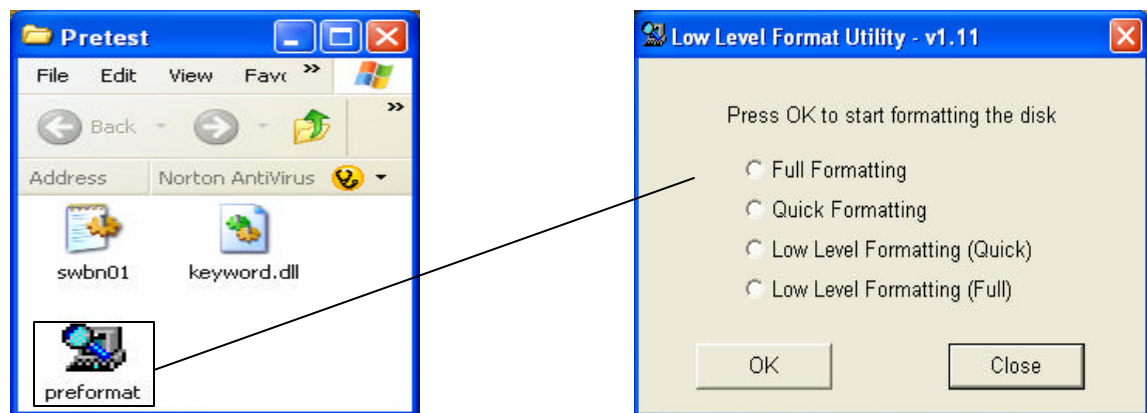 Pretest
File Edit View Favo »
Back »
Address Norton AntiVirus
swbn01 keyword.dll
preformat
Low Level Format Utility - v1.11
Press OK to start formatting the disk
Full Formatting
Quick Formatting
Low Level Formatting (Quick)
Low Level Formatting (Full)
OK Close